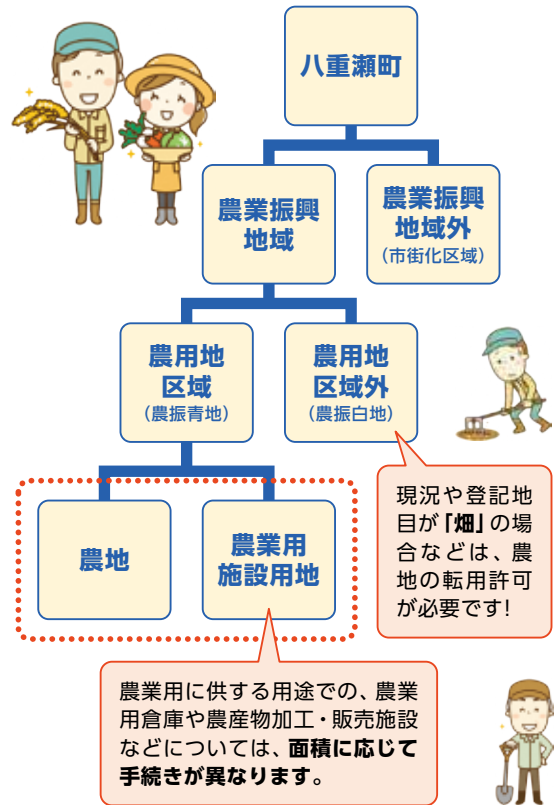 八重瀬町
農業振興
地域
農業振興
地域外
(市街化区域)
農用地
区域
(農振青地)
農用地
区域外
(農振白地)
現況や登記地
目が「畑」の場
合などは、農
地の転用許可
が必要です!
農地
農業用
施設用地
農業用に供する用途での、農業
用倉庫や農産物加工・販売施設
などについては、面積に応じて
手続きが異なります。